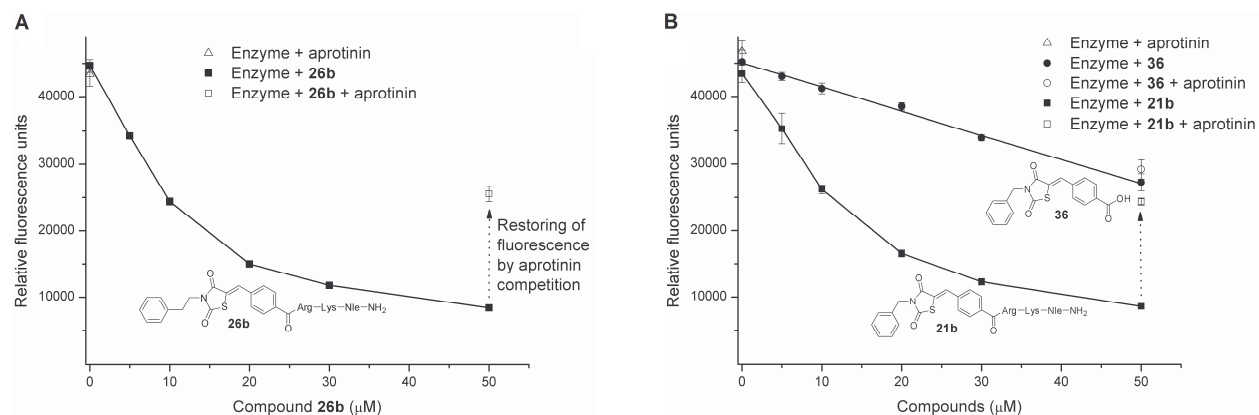 A
Relative fluorescence units
40000
30000
20000
10000
0
10
20
30
40
50
Compound 26b (μM)
Enzyme + aprotinin
Enzyme + 26b
Enzyme + 26b + aprotinin
Restoring of
fluorescence
by aprotinin
competition
O
N
S
O
O
Arg–Lys–Nle–NH2
26b
B
Relative fluorescence units
40000
30000
20000
10000
0
10
20
30
40
50
Compounds (μM)
Enzyme + aprotinin
Enzyme + 36
Enzyme + 36 + aprotinin
Enzyme + 21b
Enzyme + 21b + aprotinin
O
N
S
O
OH
O
36
O
N
S
O
O
Arg–Lys–Nle–NH2
21b